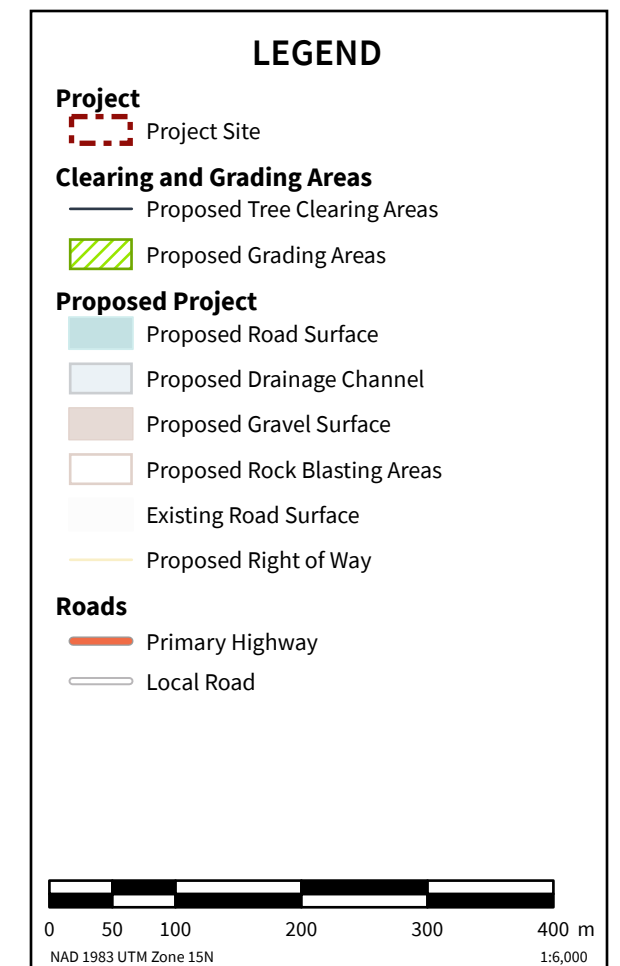 LEGEND
Project
Project Site
Clearing and Grading Areas
Proposed Tree Clearing Areas
Proposed Grading Areas
Proposed Project
Proposed Road Surface
Proposed Drainage Channel
Proposed Gravel Surface
Proposed Rock Blasting Areas
Existing Road Surface
Proposed Right of Way
Roads
Primary Highway
Local Road
0 50 100 200 300 400 m
NAD 1983 UTM Zone 15N 1:6,000